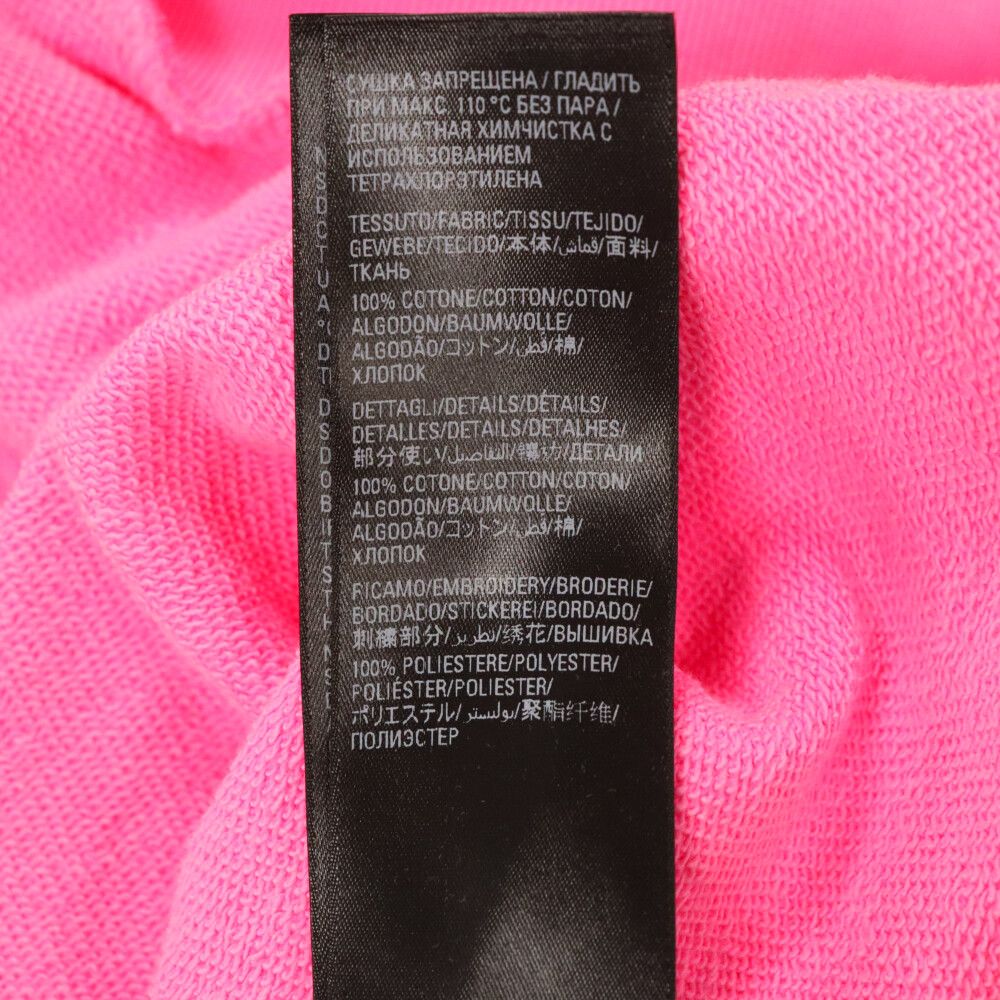 СУШКА ЗАПРЕЩЕНА / ГЛАДИТЬ
ПРИ МАКС. 110 °C БЕЗ ПАРА /
ДЕЛИКАТНАЯ ХИМЧИСТКА С
ИСПОЛЬЗОВАНИЕМ
ТЕТРАХЛОРЭТИЛЕНА
TESSUTO/FABRIC/TISSU/TEJIDO/
GEWEBE/TECIDO/本体/قماش/面料/
ТКАНЬ
100% COTONE/COTTON/COTON/
ALGODON/BAUMWOLLE/
ALGODÃO/コットン/قطن/棉/
ХЛОПОК
DETTAGLI/DETAILS/DÉTAILS/
DETALLES/DETAILS/DETALHES/
部分使い/التفاصيل/ДЕТАЛИ
100% COTONE/COTTON/COTON/
ALGODON/BAUMWOLLE/
ALGODÃO/コットン/قطن/棉/
ХЛОПОК
RICAMO/EMBROIDERY/BRODERIE/
BORDADO/STICKEREI/BORDADO/
刺繍部分/تطريز/绣花/ВЫШИВКА
100% POLIESTERE/POLYESTER/
POLIÉSTER/POLIESTER/
ポリエステル/بوليستر/聚酯纤维/
ПОЛИЭСТЕР